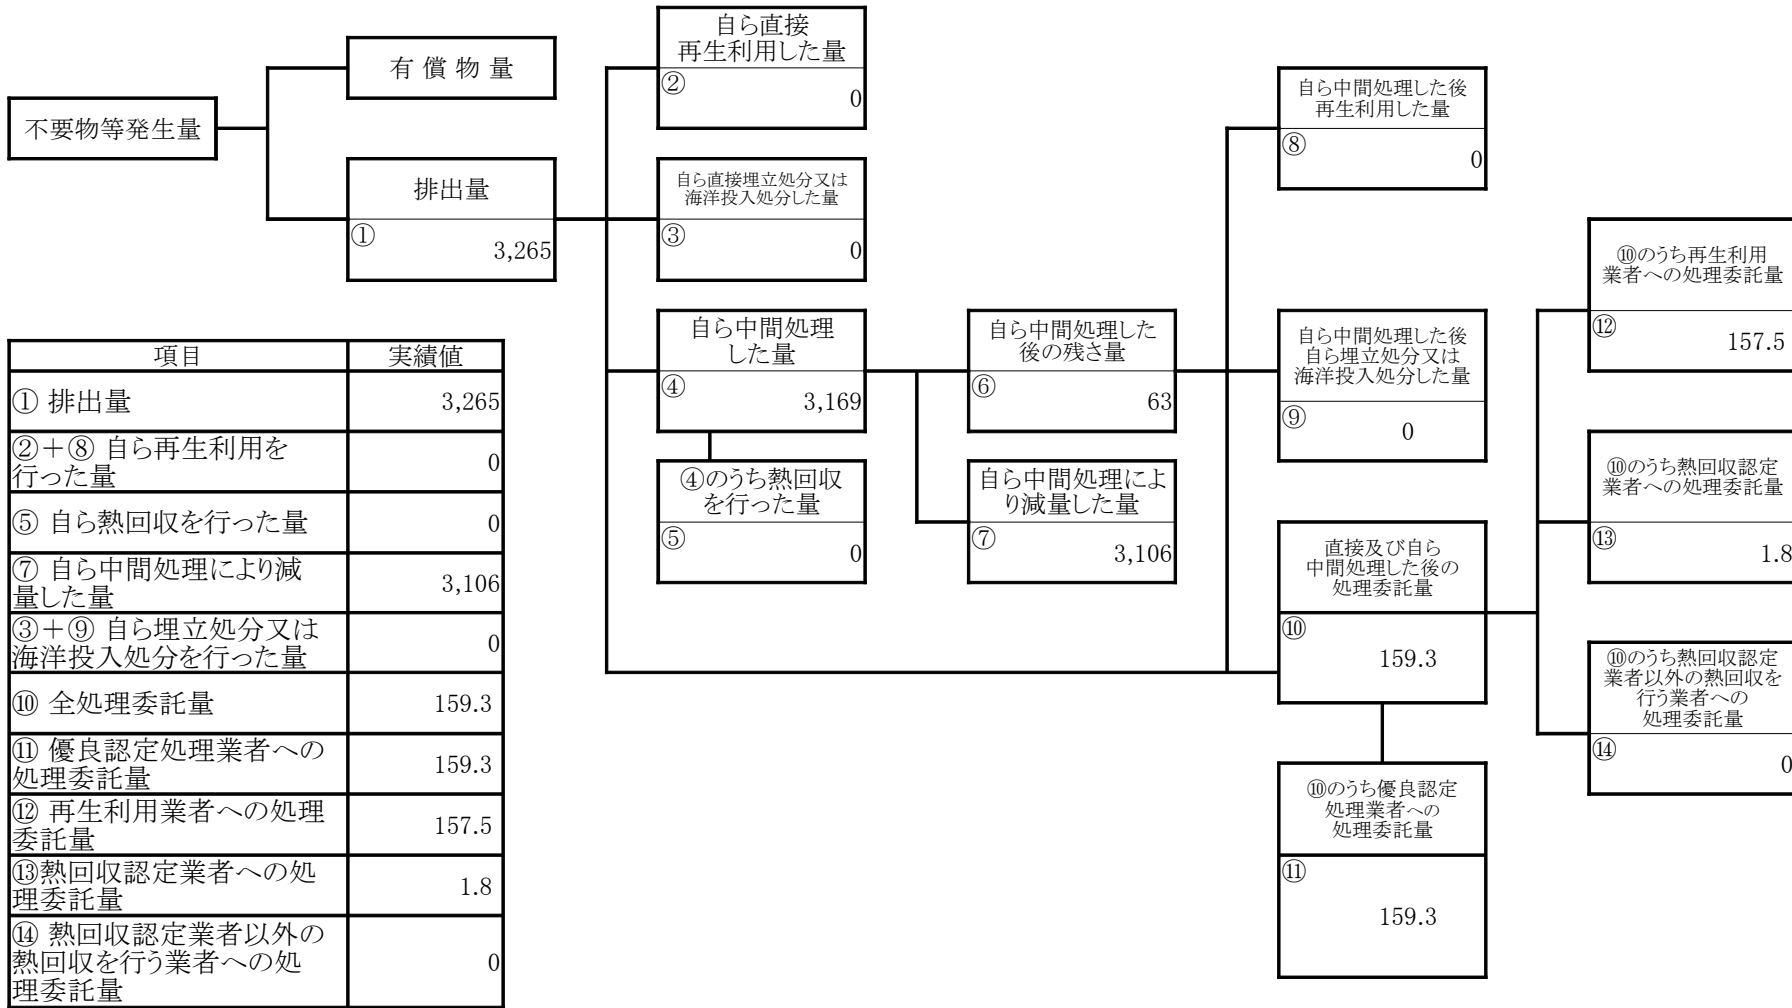 不要物等発生量
有 償 物 量
排出量
①
3,265
自ら直接
再生利用した量
②
0
自ら直接埋立処分又は
海洋投入処分した量
③
0
自ら中間処理
した量
④
3,169
④のうち熱回収
を行った量
⑤
0
自ら中間処理した
後の残さ量
⑥
63
自ら中間処理によ
り減量した量
⑦
3,106
自ら中間処理した後
再生利用した量
⑧
0
自ら中間処理した後
自ら埋立処分又は
海洋投入処分した量
⑨
0
直接及び自ら
中間処理した後の
処理委託量
⑩
159.3
⑩のうち優良認定
処理業者への
処理委託量
⑪
159.3
⑩のうち再生利用
業者への処理委託量
⑫
157.5
⑩のうち熱回収認定
業者への処理委託量
⑬
1.8
⑩のうち熱回収認定
業者以外の熱回収を
行う業者への
処理委託量
⑭
0
項目 実績値
① 排出量 3,265
②+⑧ 自ら再生利用を
行った量 0
⑤ 自ら熱回収を行った量 0
⑦ 自ら中間処理により減
量した量 3,106
③+⑨ 自ら埋立処分又は
海洋投入処分を行った量 0
⑩ 全処理委託量 159.3
⑪ 優良認定処理業者への
処理委託量 159.3
⑫ 再生利用業者への処理
委託量 157.5
⑬熱回収認定業者への処
理委託量 1.8
⑭ 熱回収認定業者以外の
熱回収を行う業者への処
理委託量 0